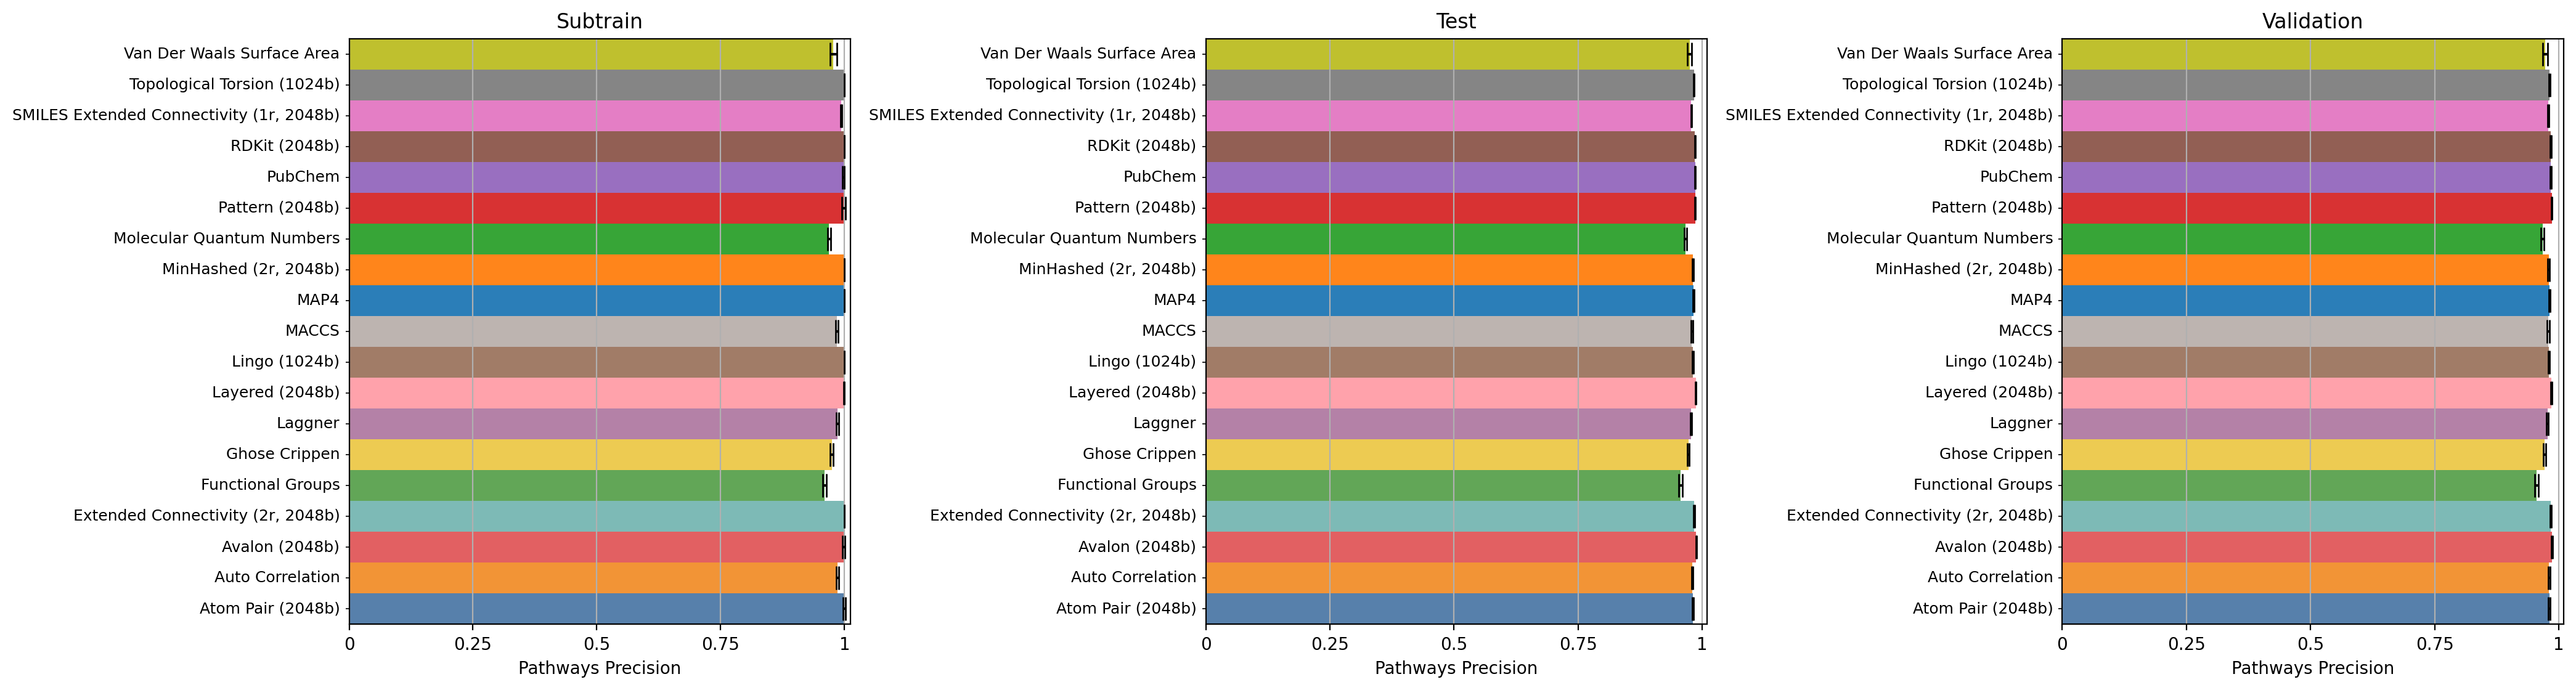 Subtrain
Van Der Waals Surface Area
Topological Torsion (1024b)
SMILES Extended Connectivity (1r, 2048b)
RDKit (2048b)
PubChem
Pattern (2048b)
Molecular Quantum Numbers
MinHashed (2r, 2048b)
MAP4
MACCS
Lingo (1024b)
Layered (2048b)
Laggner
Ghose Crippen
Functional Groups
Extended Connectivity (2r, 2048b)
Avalon (2048b)
Auto Correlation
Atom Pair (2048b)
0 0.25 0.5 0.75 1
Pathways Precision
Test
Van Der Waals Surface Area
Topological Torsion (1024b)
SMILES Extended Connectivity (1r, 2048b)
RDKit (2048b)
PubChem
Pattern (2048b)
Molecular Quantum Numbers
MinHashed (2r, 2048b)
MAP4
MACCS
Lingo (1024b)
Layered (2048b)
Laggner
Ghose Crippen
Functional Groups
Extended Connectivity (2r, 2048b)
Avalon (2048b)
Auto Correlation
Atom Pair (2048b)
0 0.25 0.5 0.75 1
Pathways Precision
Validation
Van Der Waals Surface Area
Topological Torsion (1024b)
SMILES Extended Connectivity (1r, 2048b)
RDKit (2048b)
PubChem
Pattern (2048b)
Molecular Quantum Numbers
MinHashed (2r, 2048b)
MAP4
MACCS
Lingo (1024b)
Layered (2048b)
Laggner
Ghose Crippen
Functional Groups
Extended Connectivity (2r, 2048b)
Avalon (2048b)
Auto Correlation
Atom Pair (2048b)
0 0.25 0.5 0.75 1
Pathways Precision